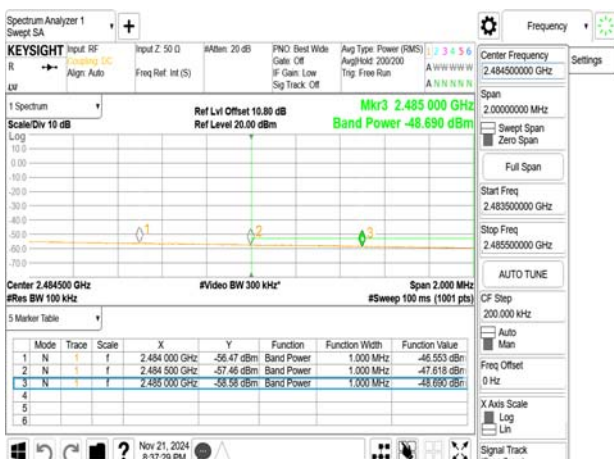 Spectrum Analyzer 1
Swept SA
+
Frequency
KEYSIGHT
Input: RF
Input Z: 50 Ω
#Atten: 20 dB
PNO: Best Wide
Avg Type: Power (RMS)
1 2 3 4 5 6
R
Coupling: DC
Gate: Off
Avg|Hold: 200/200
A W W W W W
Align: Auto
Freq Ref: Int (S)
IF Gain: Low
Trig: Free Run
Sig Track: Off
A N N N N N
1 Spectrum
Ref Lvl Offset 10.80 dB
Mkr3 2.485 000 GHz
Scale/Div 10 dB
Ref Level 20.00 dBm
Band Power -48.690 dBm
Log
10.0
0.00
-10.0
-20.0
-30.0
-40.0
-50.0
-60.0
-70.0
1
2
3
Center 2.484500 GHz
#Video BW 300 kHz*
Span 2.000 MHz
#Res BW 100 kHz
#Sweep 100 ms (1001 pts)
5 Marker Table
Mode Trace Scale X Y Function Function Width Function Value
1 N 1 f 2.484 000 GHz -56.47 dBm Band Power 1.000 MHz -46.553 dBm
2 N 1 f 2.484 500 GHz -57.46 dBm Band Power 1.000 MHz -47.618 dBm
3 N 1 f 2.485 000 GHz -58.58 dBm Band Power 1.000 MHz -48.690 dBm
4
5
6
?
Nov 21, 2024
8:37:29 PM
Center Frequency
2.484500000 GHz
Settings
Span
2.00000000 MHz
Swept Span
Zero Span
Full Span
Start Freq
2.483500000 GHz
Stop Freq
2.485500000 GHz
AUTO TUNE
CF Step
200.000 kHz
Auto
Man
Freq Offset
0 Hz
X Axis Scale
Log
Lin
Signal Track